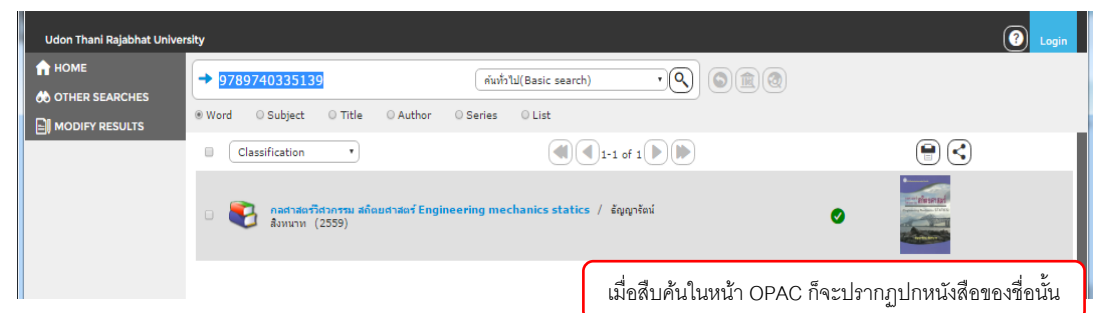 Udon Thani Rajabhat University
Login
HOME
OTHER SEARCHES
MODIFY RESULTS
9789740335139
ค้นทั่วไป(Basic search)
Word Subject Title Author Series List
Classification
1-1 of 1
กลศาสตร์วิศวกรรม สถิตยศาสตร์ Engineering mechanics statics / ธัญญารัตน์
สิงหนาท (2559)
เมื่อสืบค้นในหน้า OPAC ก็จะปรากฏปกหนังสือของชื่อนั้น